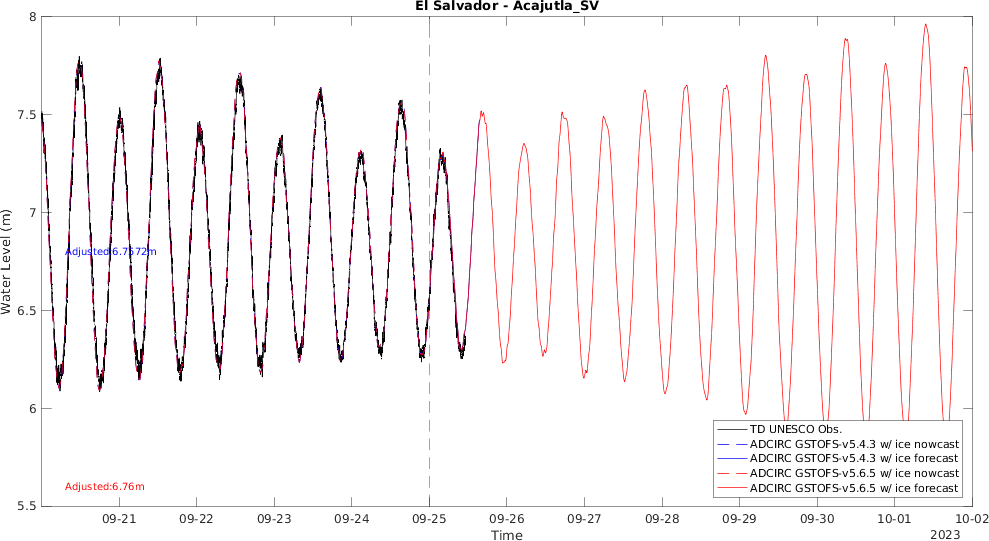 El Salvador - Acajutla_SV
8
7.5
7
6.5
6
5.5
Water Level (m)
Adjusted:6.7572m
Adjusted:6.76m
TD UNESCO Obs.
ADCIRC GSTOFS-v5.4.3 w/ ice nowcast
ADCIRC GSTOFS-v5.4.3 w/ ice forecast
ADCIRC GSTOFS-v5.6.5 w/ ice nowcast
ADCIRC GSTOFS-v5.6.5 w/ ice forecast
09-21 09-22 09-23 09-24 09-25 09-26 09-27 09-28 09-29 09-30 10-01 10-02
Time
2023